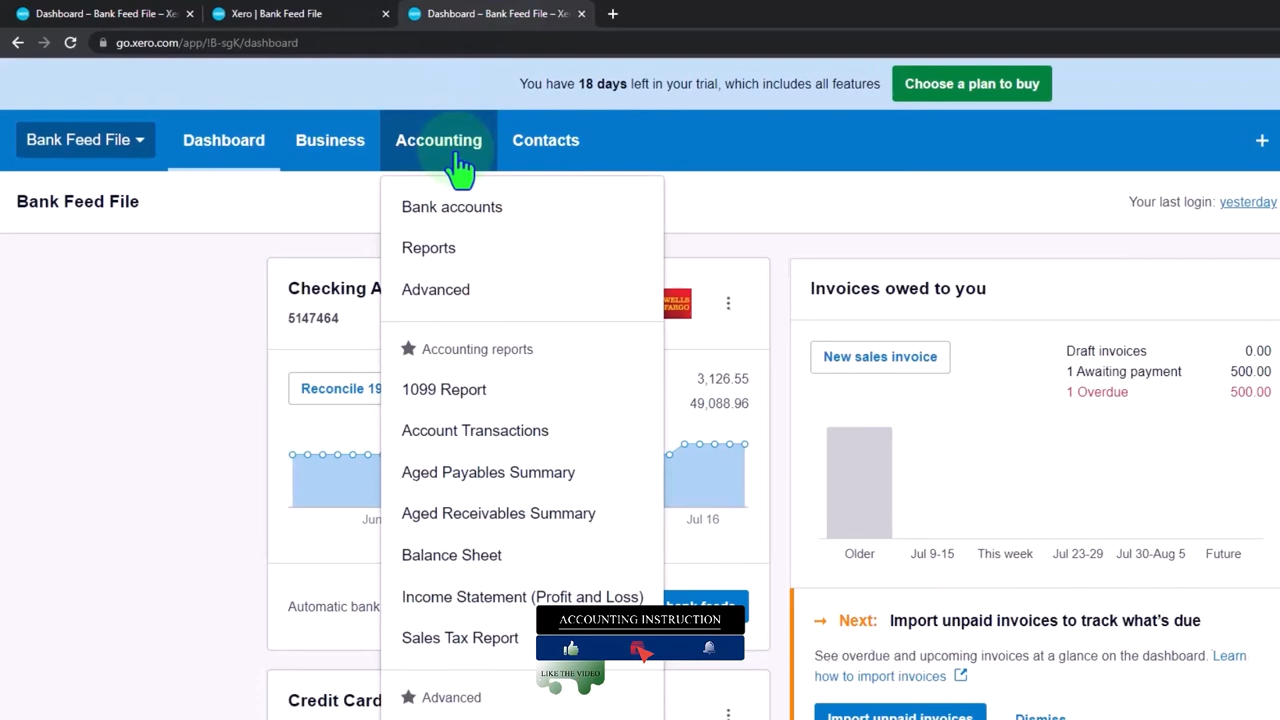 Dashboard – Bank Feed File – Xe
Xero | Bank Feed File
Dashboard – Bank Feed File – Xe
go.xero.com/app/!B-sgK/dashboard
You have 18 days left in your trial, which includes all features
Choose a plan to buy
Bank Feed File
Dashboard
Business
Accounting
Contacts
Bank Feed File
Your last login: yesterday
Bank accounts
Reports
Advanced
Accounting reports
1099 Report
Account Transactions
Aged Payables Summary
Aged Receivables Summary
Balance Sheet
Income Statement (Profit and Loss)
Sales Tax Report
Advanced
Checking A
5147464
WELLS
FARGO
Reconcile 19
3,126.55
49,088.96
Jun
Jul 16
Automatic bank
bank feeds
Credit Card
Invoices owed to you
New sales invoice
Draft invoices 0.00
1 Awaiting payment 500.00
1 Overdue 500.00
Older
Jul 9-15
This week
Jul 23-29
Jul 30-Aug 5
Future
Next: Import unpaid invoices to track what's due
See overdue and upcoming invoices at a glance on the dashboard. Learn
how to import invoices
Import unpaid invoices
Dismiss
ACCOUNTING INSTRUCTION
LIKE THE VIDEO